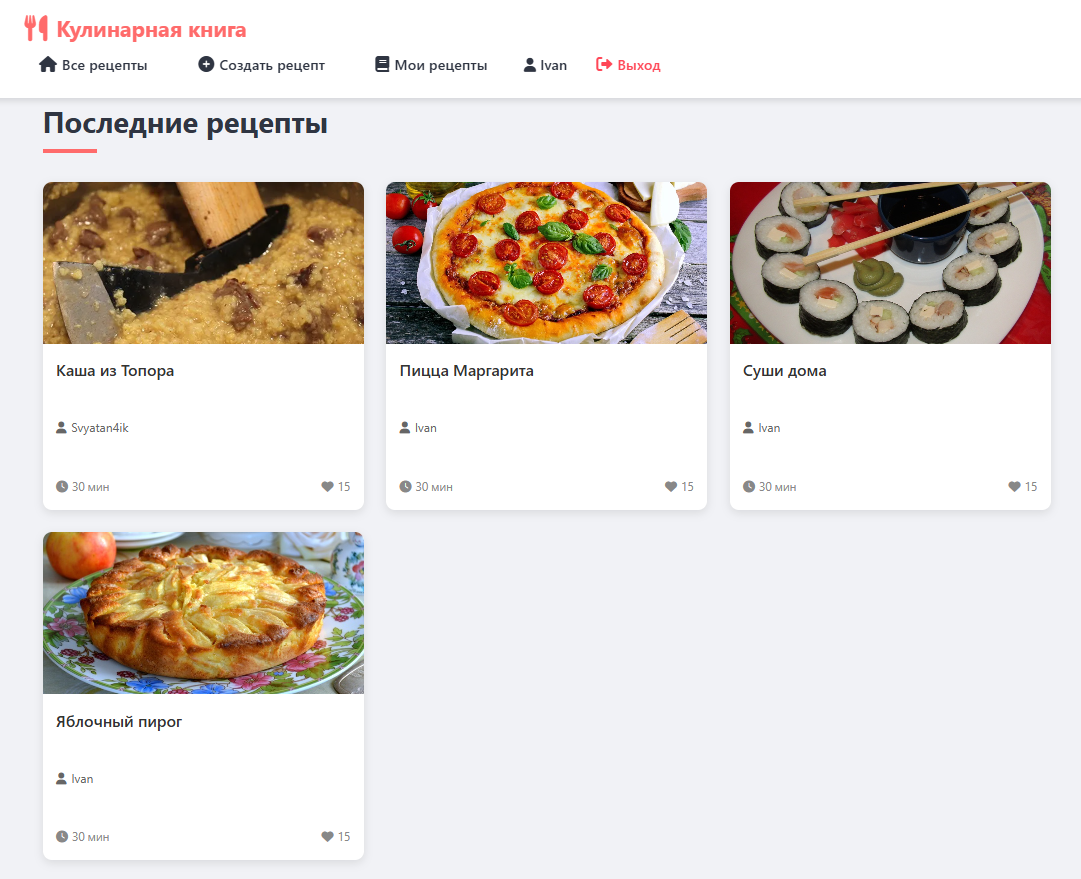 Кулинарная книга
Все рецепты Создать рецепт Мои рецепты Ivan Выход
Последние рецепты
Каша из Топора
Svyatan4ik
30 мин 15
Пицца Маргарита
Ivan
30 мин 15
Суши дома
Ivan
30 мин 15
Яблочный пирог
Ivan
30 мин 15